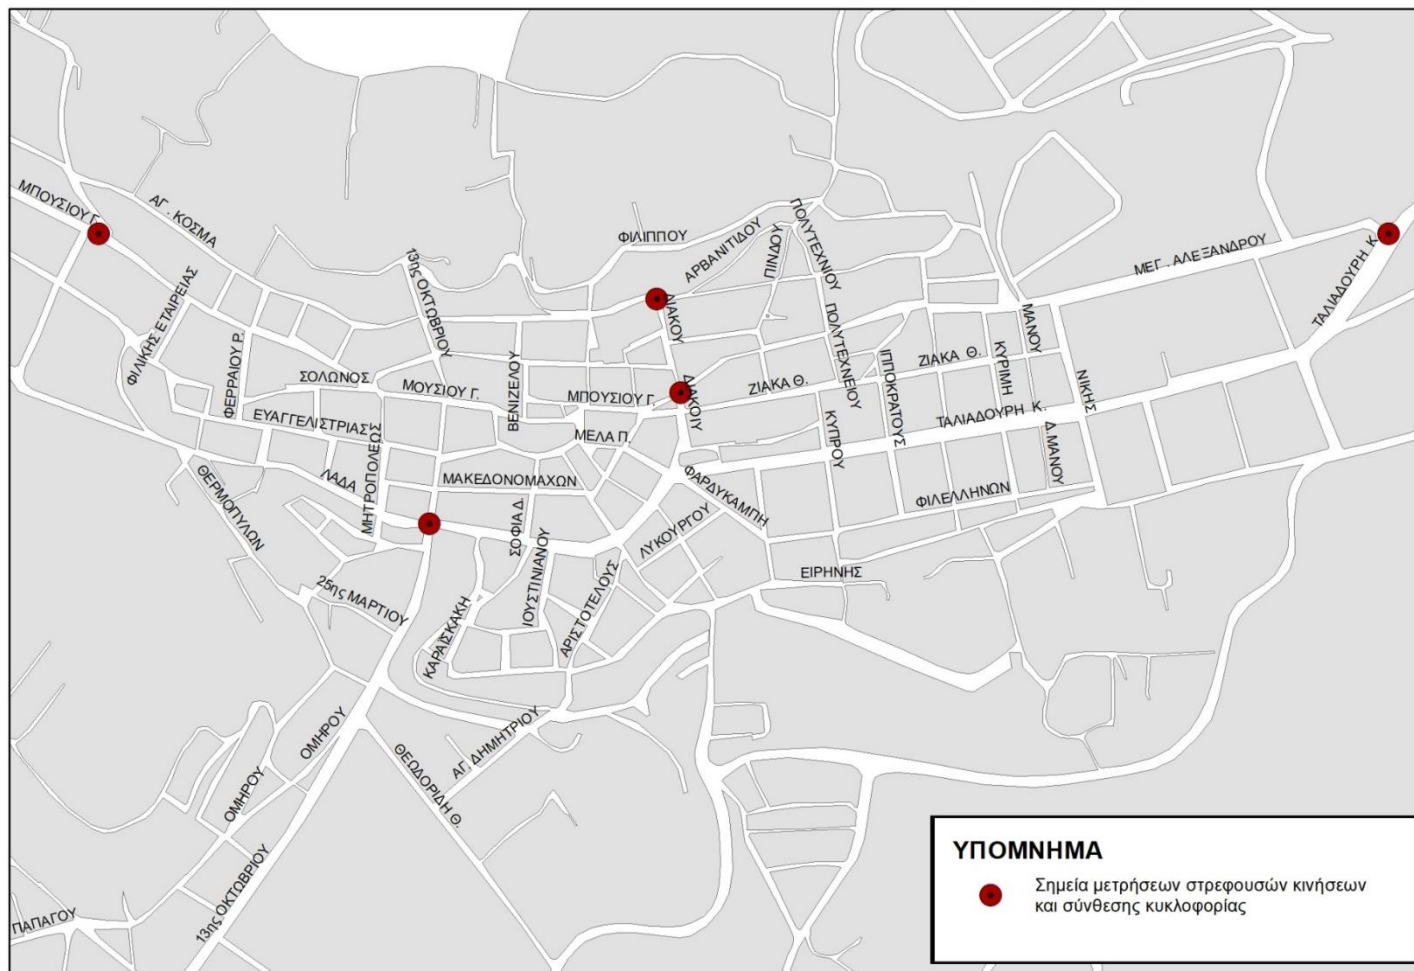 ΜΠΟΥΣΙΟΥ Γ.
ΑΓ . ΚΟΣΜΑ
ΦΙΛΙΠΠΟΥ
ΑΡΒΑΝΙΤΙΔΟΥ
ΠΙΝΔΟΥ
ΠΟΛΥΤΕΧΝΙΟΥ
ΜΕΓ . ΑΛΕΞΑΝΔΡΟΥ
ΤΑΛΙΑΔΟΥΡΗ Κ.
13ης ΟΚΤΩΒΡΙΟΥ
ΦΙΛΙΚΗΣ ΕΤΑΙΡΕΙΑΣ
ΔΙΑΚΟΥ
ΜΑΝΟΥ
ΠΟΛΥΤΕΧΝΕΙΟΥ
ΦΕΡΡΑΙΟΥ Ρ.
ΣΟΛΩΝΟΣ
ΜΟΥΣΙΟΥ Γ.
ΒΕΝΙΖΕΛΟΥ
ΜΠΟΥΣΙΟΥ Γ.
ΔΙΑΚΟΙΥ
ΖΙΑΚΑ Θ.
ΙΠΠΟΚΡΑΤΟΥΣ
ΖΙΑΚΑ Θ.
ΚΥΡΙΜΗ
ΝΙΚΗΣ
ΕΥΑΓΓΕΛΙΣΤΡΙΑΣ
ΜΕΛΑ Π.
ΚΥΠΡΟΥ
ΤΑΛΙΑΔΟΥΡΗ Κ.
Δ.ΜΑΝΟΥ
ΘΕΡΜΟΠΥΛΩΝ
ΛΑΔΑ
ΜΗΤΡΟΠΟΛΕΩΣ
ΜΑΚΕΔΟΝΟΜΑΧΩΝ
ΦΑΡΔΥΚΑΜΠΗ
ΦΙΛΕΛΛΗΝΩΝ
ΣΟΦΙΑ Δ.
ΙΟΥΣΤΙΝΙΑΝΟΥ
ΛΥΚΟΥΡΓΟΥ
ΕΙΡΗΝΗΣ
25ης ΜΑΡΤΙΟΥ
ΚΑΡΑΙΣΚΑΚΗ
ΑΡΙΣΤΟΤΕΛΟΥΣ
ΟΜΗΡΟΥ
ΟΜΗΡΟΥ
ΘΕΩΔΟΡΙΔΗ Θ.
ΑΓ. ΔΗΜΗΤΡΙΟΥ
13ης ΟΚΤΩΒΡΙΟΥ
ΠΑΠΑΓΟΥ
ΥΠΟΜΝΗΜΑ
Σημεία μετρήσεων στρεφουσών κινήσεων
και σύνθεσης κυκλοφορίας